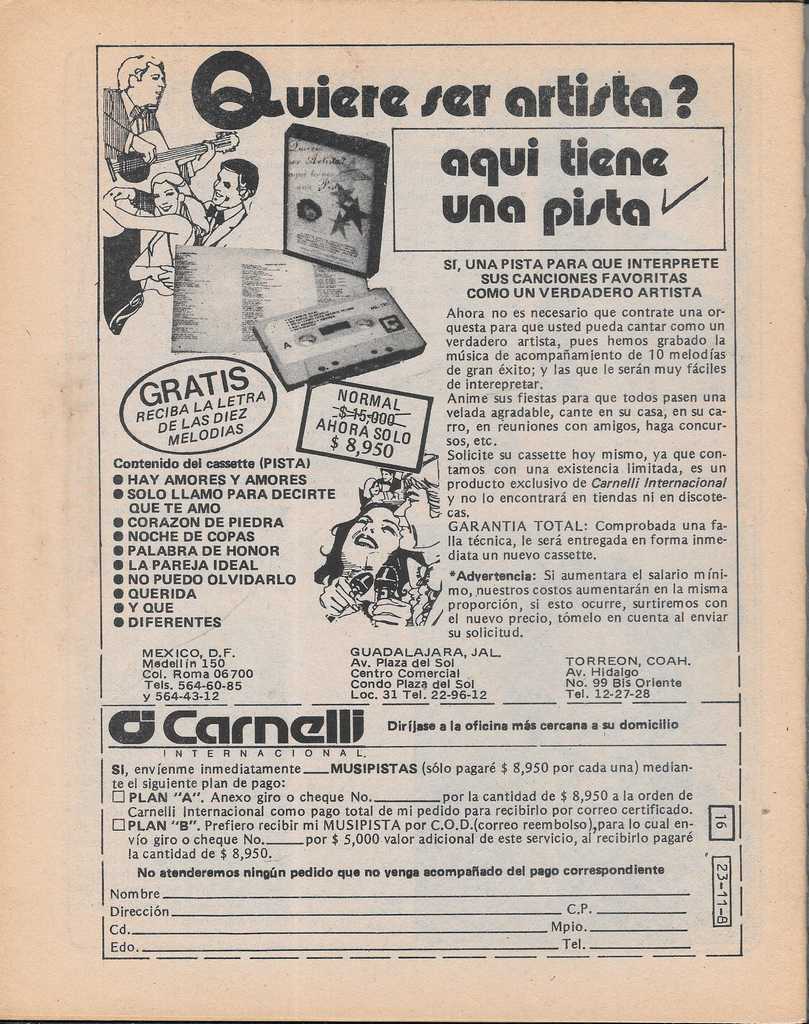 Quiere ser artista?
aqui tiene
una pista
SI, UNA PISTA PARA QUE INTERPRETE
SUS CANCIONES FAVORITAS
COMO UN VERDADERO ARTISTA
Ahora no es necesario que contrate una or-
questa para que usted pueda cantar como un
verdadero artista, pues hemos grabado la
música de acompañamiento de 10 melodías
de gran éxito; y las que le serán muy fáciles
de interepretar.
Anime sus fiestas para que todos pasen una
velada agradable, cante en su casa, en su ca-
rro, en reuniones con amigos, haga concur-
sos, etc.
Solicite su cassette hoy mismo, ya que con-
tamos con una existencia limitada, es un
producto exclusivo de Carnelli Internacional
y no lo encontrará en tiendas ni en discote-
cas.
GARANTIA TOTAL: Comprobada una fa-
lla técnica, le será entregada en forma inme-
diata un nuevo cassette.
*Advertencia: Si aumentara el salario míni-
mo, nuestros costos aumentarán en la misma
proporción, si esto ocurre, surtiremos con
el nuevo precio, tómelo en cuenta al enviar
su solicitud.
Quiere
ser Artista?
aqui tiene
una Pista
A
GRATIS
RECIBA LA LETRA
DE LAS DIEZ
MELODIAS
NORMAL
$ 15,000
AHORA SOLO
$ 8,950
Contenido del cassette (PISTA)
● HAY AMORES Y AMORES
● SOLO LLAMO PARA DECIRTE
QUE TE AMO
● CORAZON DE PIEDRA
● NOCHE DE COPAS
● PALABRA DE HONOR
● LA PAREJA IDEAL
● NO PUEDO OLVIDARLO
● QUERIDA
● Y QUE
● DIFERENTES
MEXICO, D.F.
Medellín 150
Col. Roma 06700
Tels. 564-60-85
y 564-43-12
GUADALAJARA, JAL.
Av. Plaza del Sol
Centro Comercial
Condo Plaza del Sol
Loc. 31 Tel. 22-96-12
TORREON, COAH.
Av. Hidalgo
No. 99 Bis Oriente
Tel. 12-27-28
Ci Carnelli
INTERNACIONAL
Diríjase a la oficina más cercana a su domicilio
SI, envíenme inmediatamente ___MUSIPISTAS (sólo pagaré $ 8,950 por cada una) median-
te el siguiente plan de pago:
☐ PLAN "A". Anexo giro o cheque No.________por la cantidad de $ 8,950 a la orden de
Carnelli Internacional como pago total de mi pedido para recibirlo por correo certificado.
☐ PLAN "B". Prefiero recibir mi MUSIPISTA por C.O.D.(correo reembolso),para lo cual en-
vío giro o cheque No._____por $ 5,000 valor adicional de este servicio, al recibirlo pagaré
la cantidad de $ 8,950.
No atenderemos ningún pedido que no venga acompañado del pago correspondiente
Nombre
Dirección C.P.
Cd. Mpio.
Edo. Tel.
16
23-11-8